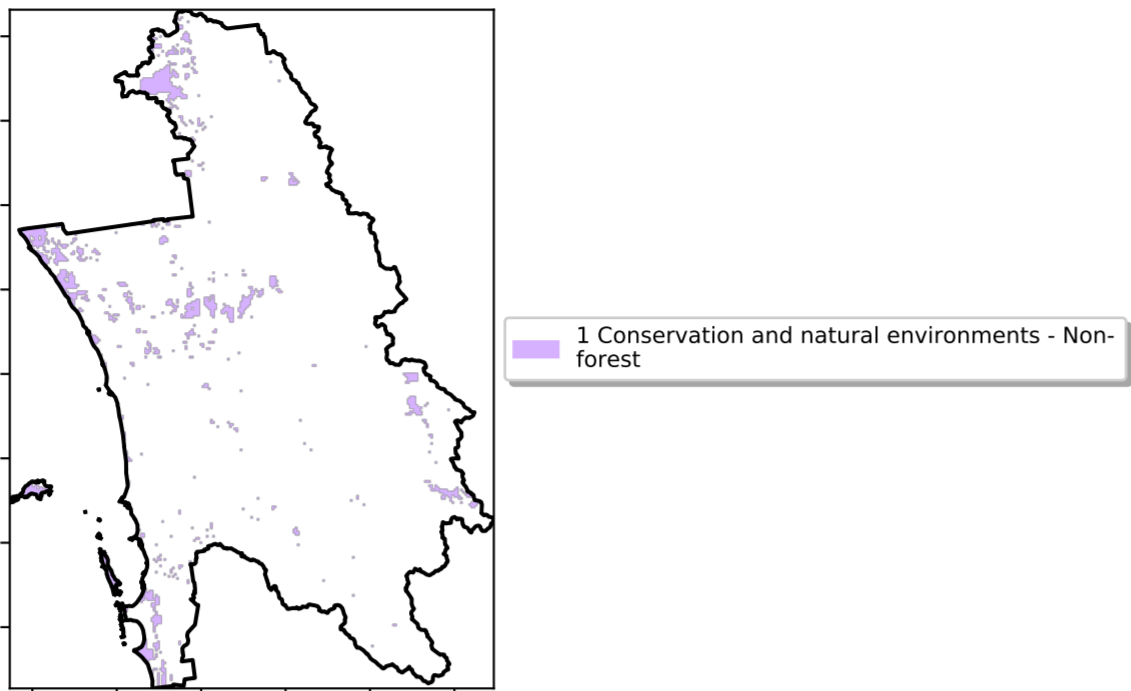 1 Conservation and natural environments - Non-
forest